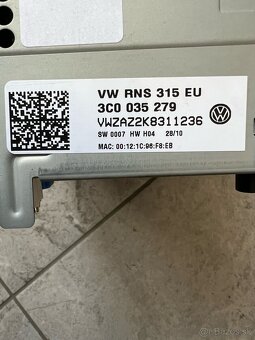 VW RNS 315 EU
3C0 035 279
VWZAZ2K8311236
SW 0007 HW H04 28/10
MAC: 00:12:1C:96:F8:EB